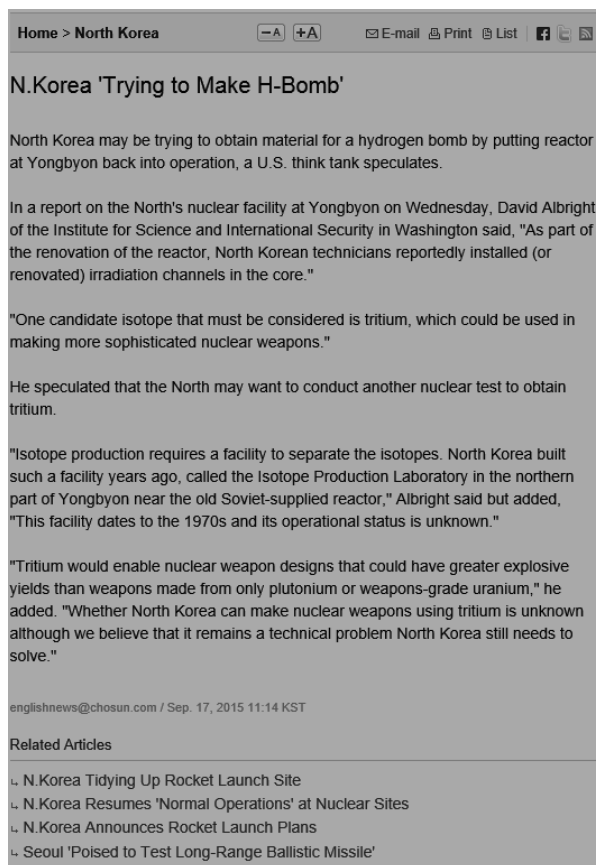 Home > North Korea
−A +A
E-mail Print List
N.Korea 'Trying to Make H-Bomb'
North Korea may be trying to obtain material for a hydrogen bomb by putting reactor
at Yongbyon back into operation, a U.S. think tank speculates.
In a report on the North's nuclear facility at Yongbyon on Wednesday, David Albright
of the Institute for Science and International Security in Washington said, "As part of
the renovation of the reactor, North Korean technicians reportedly installed (or
renovated) irradiation channels in the core."
"One candidate isotope that must be considered is tritium, which could be used in
making more sophisticated nuclear weapons."
He speculated that the North may want to conduct another nuclear test to obtain
tritium.
"Isotope production requires a facility to separate the isotopes. North Korea built
such a facility years ago, called the Isotope Production Laboratory in the northern
part of Yongbyon near the old Soviet-supplied reactor," Albright said but added,
"This facility dates to the 1970s and its operational status is unknown."
"Tritium would enable nuclear weapon designs that could have greater explosive
yields than weapons made from only plutonium or weapons-grade uranium," he
added. "Whether North Korea can make nuclear weapons using tritium is unknown
although we believe that it remains a technical problem North Korea still needs to
solve."
englishnews@chosun.com / Sep. 17, 2015 11:14 KST
Related Articles
N.Korea Tidying Up Rocket Launch Site
N.Korea Resumes 'Normal Operations' at Nuclear Sites
N.Korea Announces Rocket Launch Plans
Seoul 'Poised to Test Long-Range Ballistic Missile'